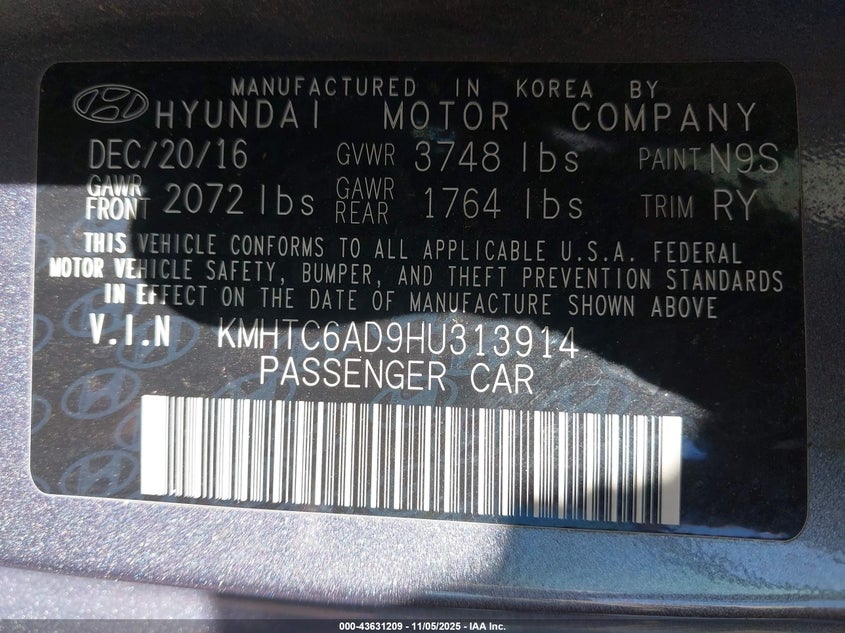 MANUFACTURED IN KOREA BY
HYUNDAI MOTOR COMPANY
DEC/20/16 GVWR 3748 lbs PAINT N9S
GAWR FRONT 2072 lbs GAWR REAR 1764 lbs TRIM RY
THIS VEHICLE CONFORMS TO ALL APPLICABLE U.S.A. FEDERAL
MOTOR VEHICLE SAFETY, BUMPER, AND THEFT PREVENTION STANDARDS
IN EFFECT ON THE DATE OF MANUFACTURE SHOWN ABOVE
V.I.N KMHTC6AD9HU313914
PASSENGER CAR
000-43631209 - 11/05/2025 - IAA Inc.